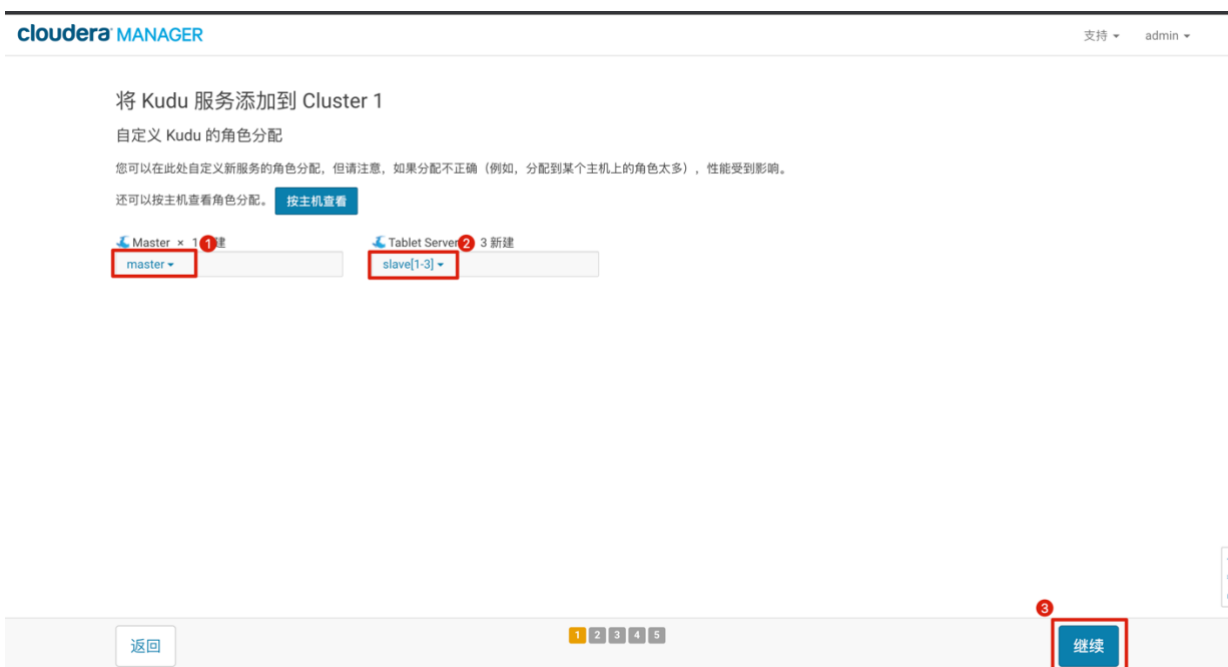 cloudera MANAGER
支持 admin
将 Kudu 服务添加到 Cluster 1
自定义 Kudu 的角色分配
您可以在此处自定义新服务的角色分配，但请注意，如果分配不正确（例如，分配到某个主机上的角色太多），性能受到影响。
还可以按主机查看角色分配。 按主机查看
Master × 1 1 建 Tablet Server 2 3 新建
master slave[1-3]
3
返回 1 2 3 4 5 继续